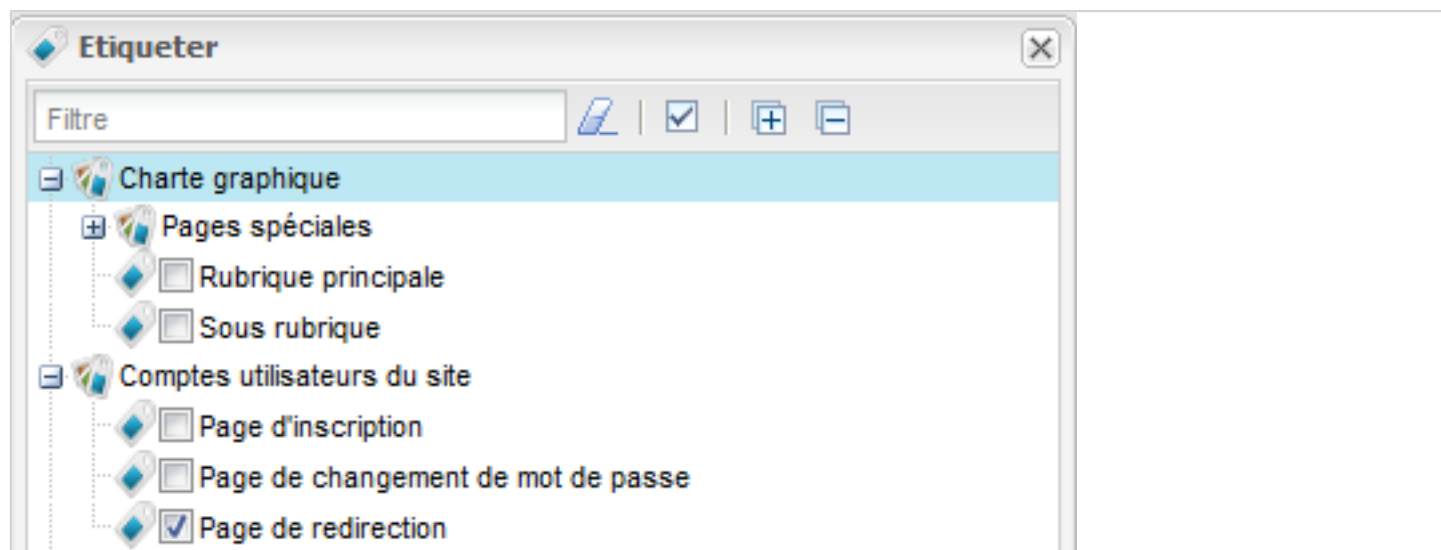 Etiqueter
Filtre
Charte graphique
Pages spéciales
Rubrique principale
Sous rubrique
Comptes utilisateurs du site
Page d'inscription
Page de changement de mot de passe
Page de redirection